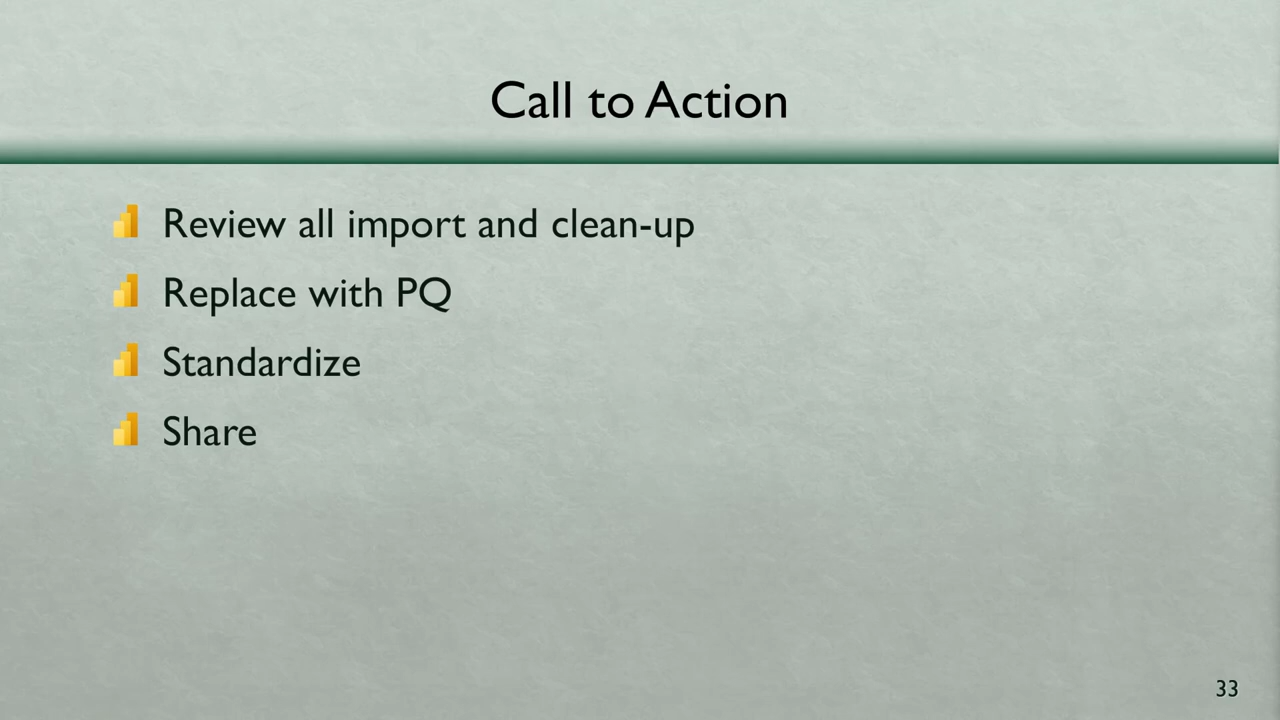 Call to Action
Review all import and clean-up
Replace with PQ
Standardize
Share
33